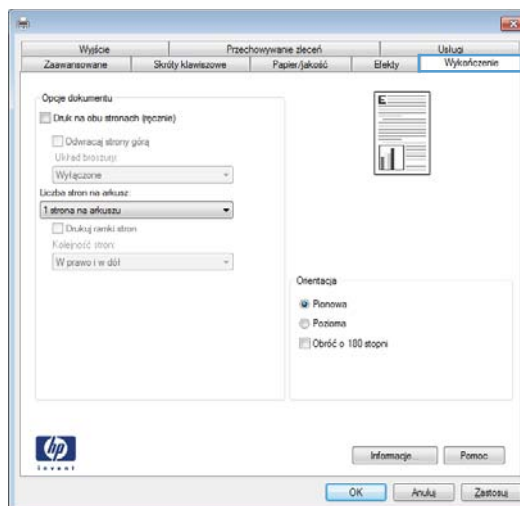 Wyjście Przechowywanie zleceń Usługi
Zaawansowane Skróty klawiszowe Papier/jakość Efekty Wykończenie
Opcje dokumentu
Druk na obu stronach (ręcznie)
Odwracaj strony górą
Układ broszury:
Wyłączone
Liczba stron na arkusz:
1 strona na arkuszu
Drukuj ramki stron
Kolejność stron:
W prawo i w dół
E
Orientacja
Pionowa
Pozioma
Obróć o 180 stopni
hp
invent
Informacje... Pomoc
OK Anuluj Zastosuj